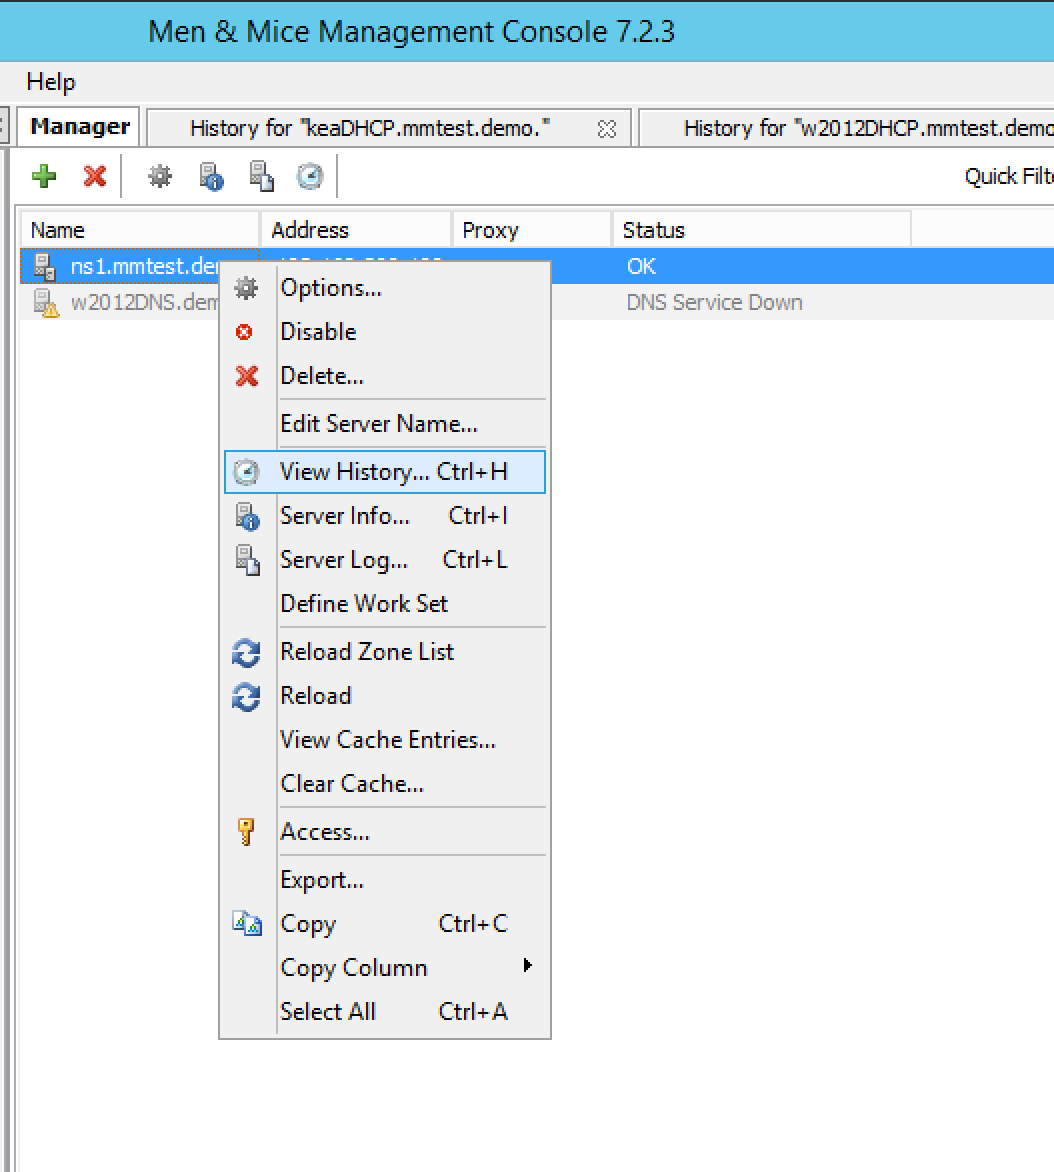 Men & Mice Management Console 7.2.3
Help
Manager History for "keaDHCP.mmtest.demo." History for "w2012DHCP.mmtest.demo
Quick Filte
Name Address Proxy Status
ns1.mmtest.der OK
w2012DNS.dem DNS Service Down
Options...
Disable
Delete...
Edit Server Name...
View History... Ctrl+H
Server Info... Ctrl+I
Server Log... Ctrl+L
Define Work Set
Reload Zone List
Reload
View Cache Entries...
Clear Cache...
Access...
Export...
Copy Ctrl+C
Copy Column
Select All Ctrl+A